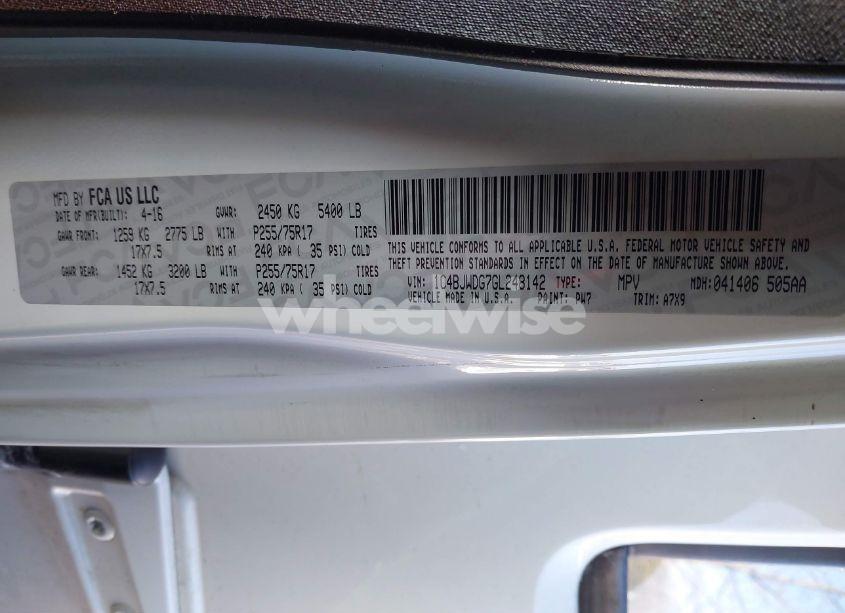 MFD BY FCA US LLC
DATE OF MFR(BUILT): 4-16 GVWR: 2450 KG 5400 LB
GAWR FRONT: 1259 KG 2775 LB WITH P255/75R17 TIRES
17X7.5 RIMS AT 240 KPA ( 35 PSI) COLD
GAWR REAR: 1452 KG 3200 LB WITH P255/75R17 TIRES
17X7.5 RIMS AT 240 KPA ( 35 PSI) COLD
THIS VEHICLE CONFORMS TO ALL APPLICABLE U.S.A. FEDERAL MOTOR VEHICLE SAFETY AND
THEFT PREVENTION STANDARDS IN EFFECT ON THE DATE OF MANUFACTURE SHOWN ABOVE.
VIN: 1C4BJWDG7GL243142 TYPE: MPV MDH: 041406 505AA
VEHICLE MADE IN U.S.A. PAINT: PW7 TRIM: A7X9
wheelwise